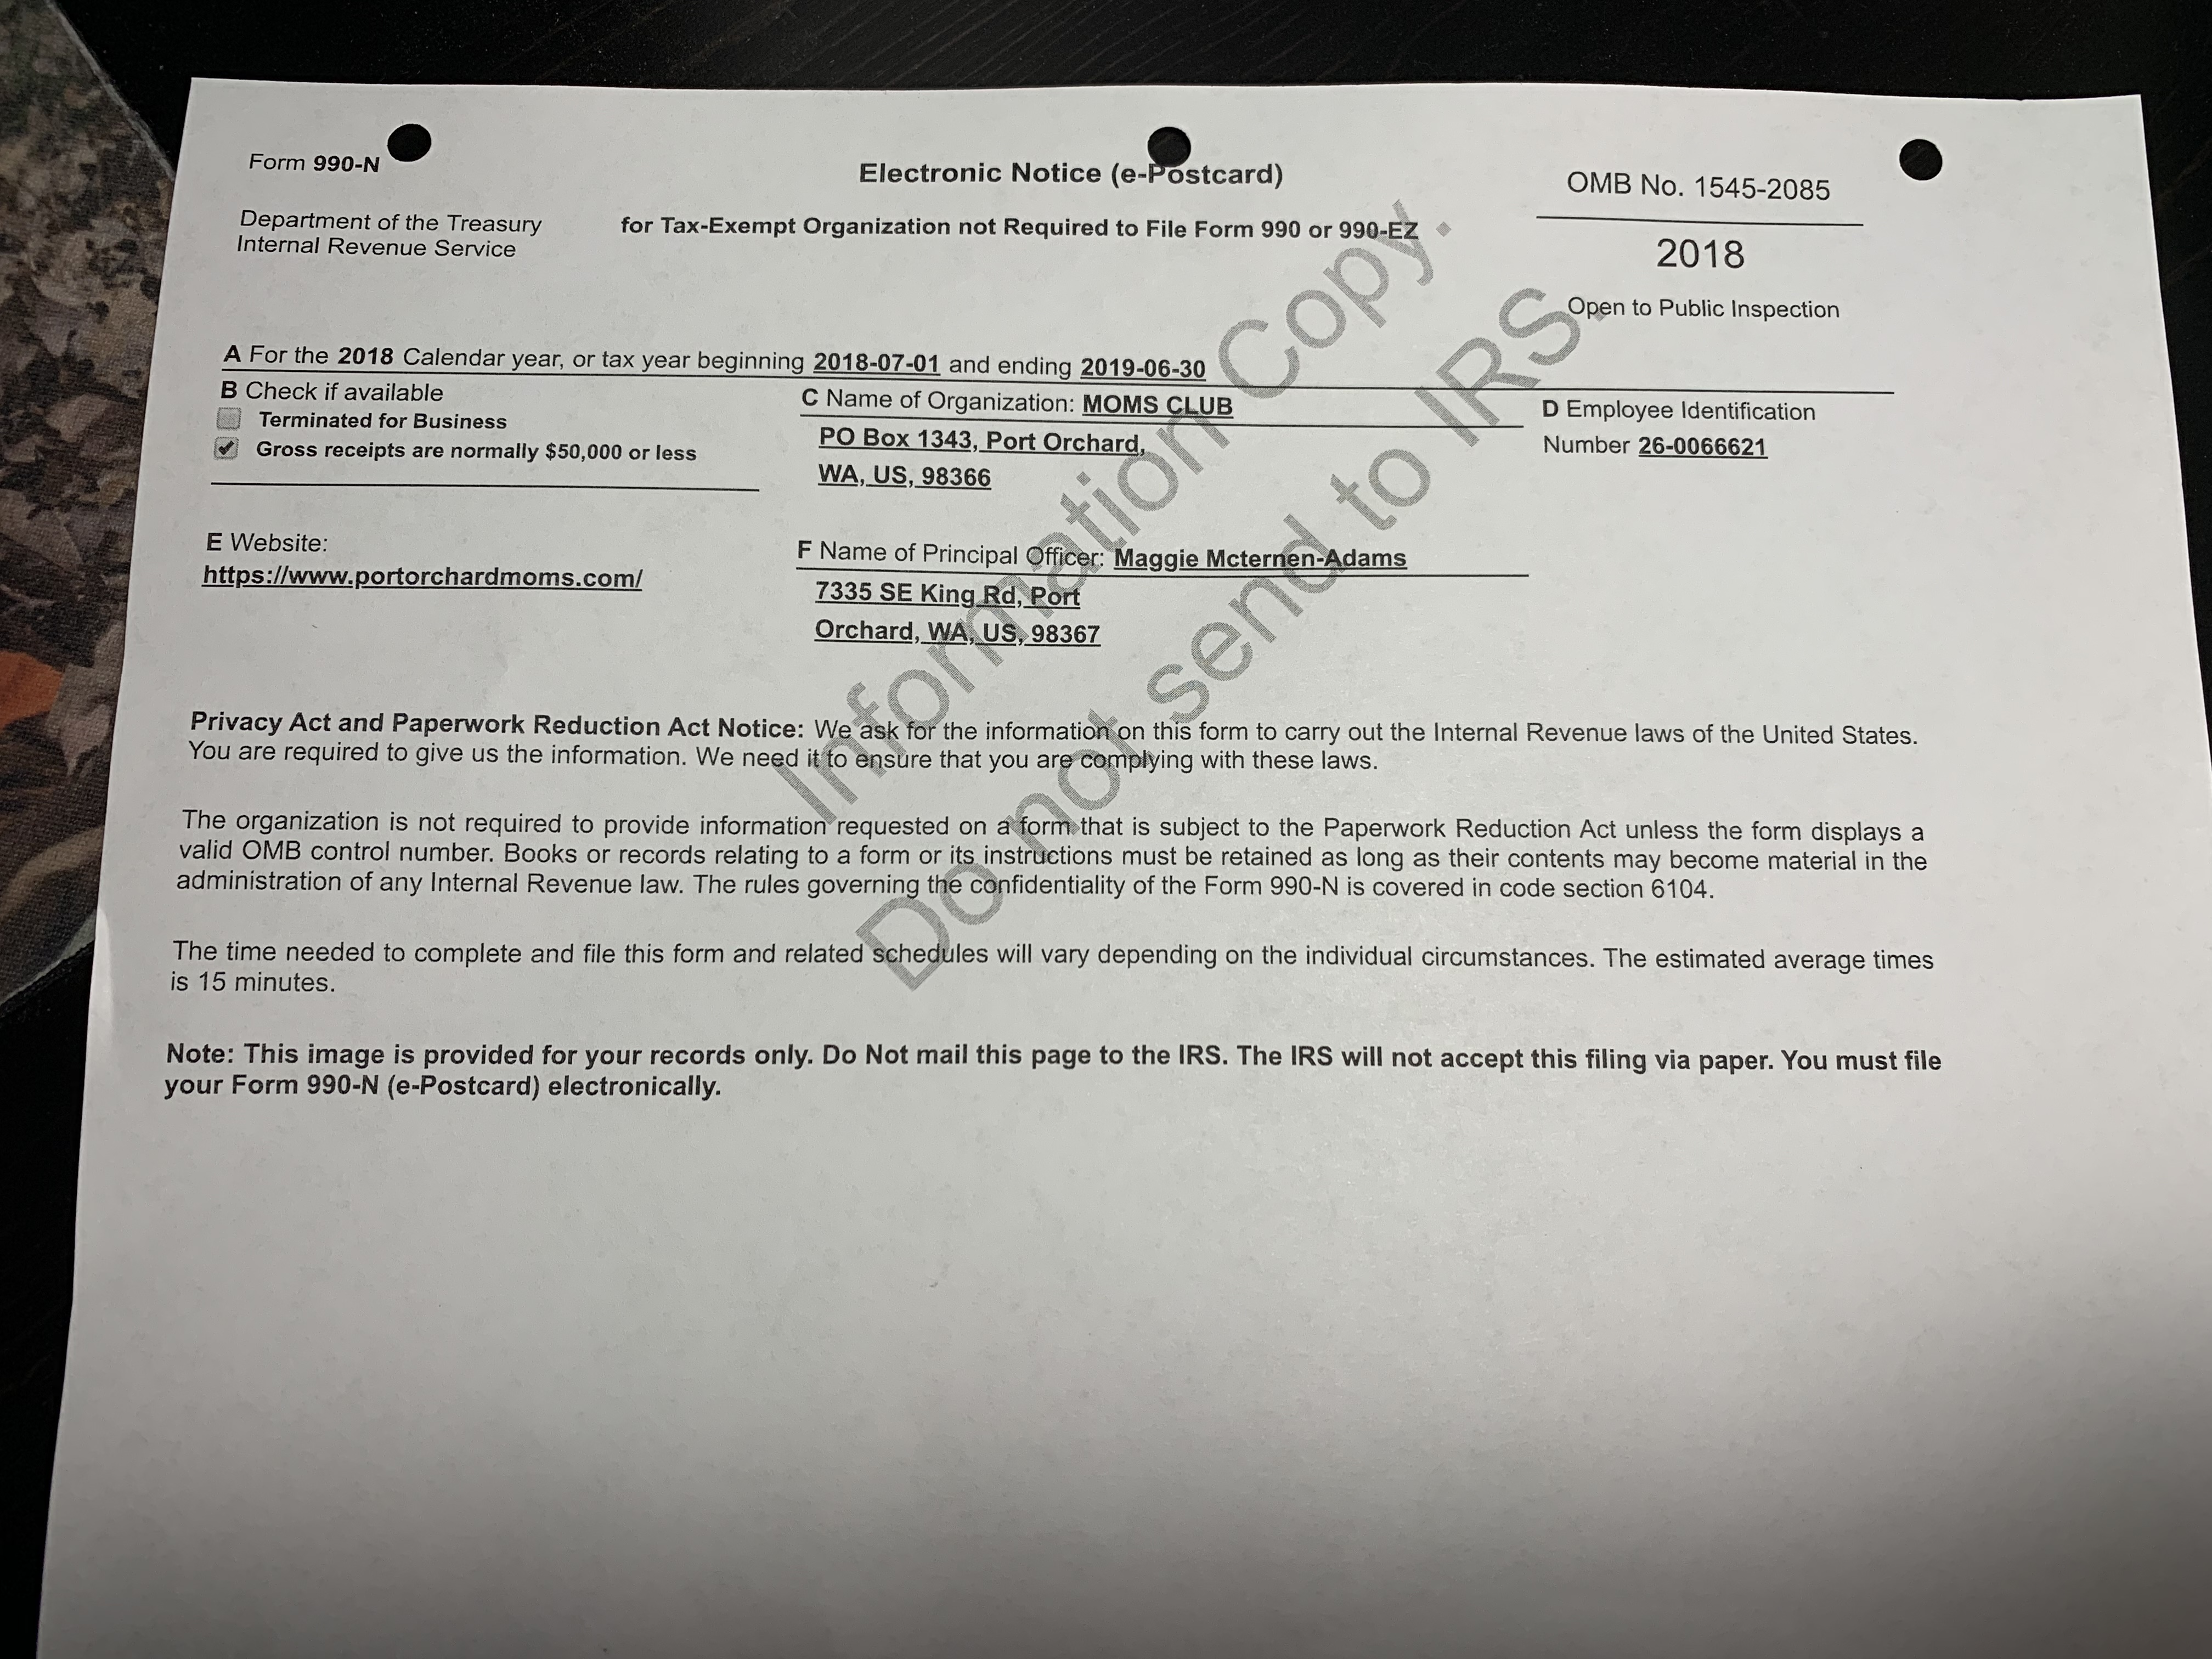 Form 990-N
Electronic Notice (e-Postcard)
OMB No. 1545-2085
Department of the Treasury
Internal Revenue Service
for Tax-Exempt Organization not Required to File Form 990 or 990-EZ
2018
Open to Public Inspection
A For the 2018 Calendar year, or tax year beginning 2018-07-01 and ending 2019-06-30
B Check if available
Terminated for Business
Gross receipts are normally $50,000 or less
C Name of Organization: MOMS CLUB
PO Box 1343, Port Orchard,
WA, US, 98366
D Employee Identification
Number 26-0066621
E Website:
https://www.portorchardmoms.com/
F Name of Principal Officer: Maggie Mcternen-Adams
7335 SE King Rd, Port
Orchard, WA, US, 98367
Privacy Act and Paperwork Reduction Act Notice: We ask for the information on this form to carry out the Internal Revenue laws of the United States.
You are required to give us the information. We need it to ensure that you are complying with these laws.
The organization is not required to provide information requested on a form that is subject to the Paperwork Reduction Act unless the form displays a
valid OMB control number. Books or records relating to a form or its instructions must be retained as long as their contents may become material in the
administration of any Internal Revenue law. The rules governing the confidentiality of the Form 990-N is covered in code section 6104.
The time needed to complete and file this form and related schedules will vary depending on the individual circumstances. The estimated average times
is 15 minutes.
Note: This image is provided for your records only. Do Not mail this page to the IRS. The IRS will not accept this filing via paper. You must file
your Form 990-N (e-Postcard) electronically.
Information Copy.
Do not send to IRS.